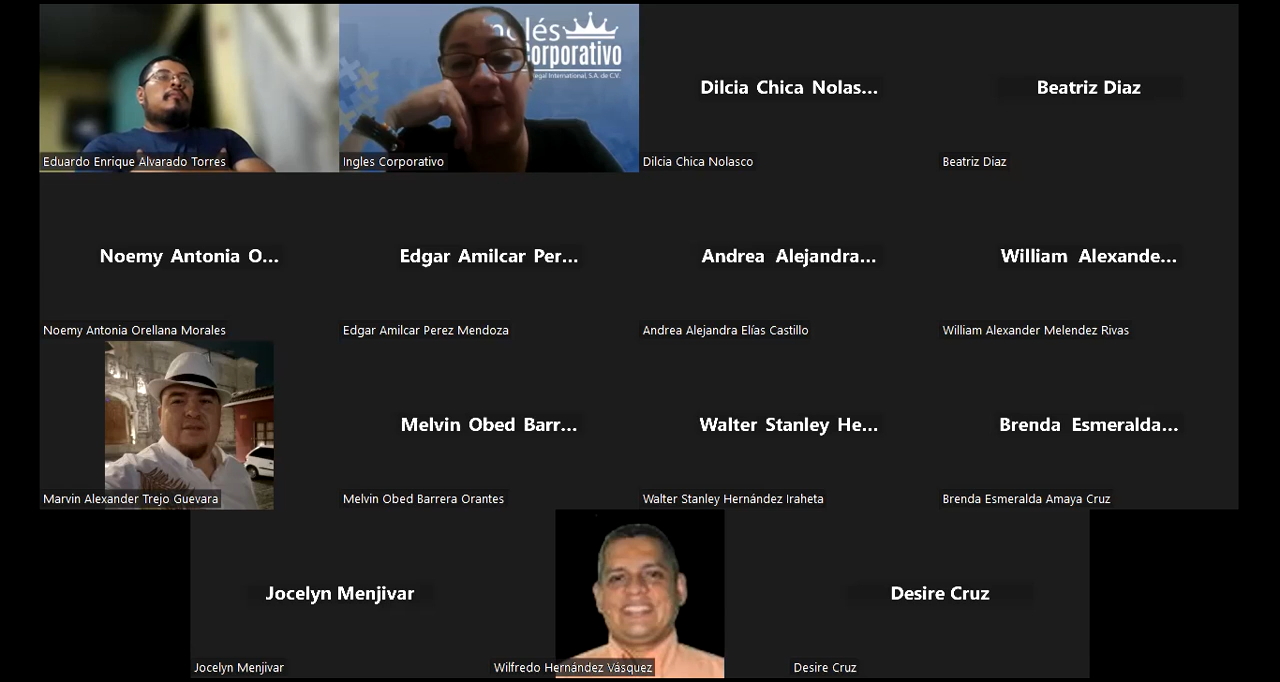 Inglés
Corporativo
egal International, S.A. de C.V.
Dilcia Chica Nolas...
Beatriz Diaz
Eduardo Enrique Alvarado Torres
Ingles Corporativo
Dilcia Chica Nolasco
Beatriz Diaz
Noemy Antonia O...
Edgar Amilcar Per...
Andrea Alejandra...
William Alexande...
Noemy Antonia Orellana Morales
Edgar Amilcar Perez Mendoza
Andrea Alejandra Elías Castillo
William Alexander Melendez Rivas
Melvin Obed Barr...
Walter Stanley He...
Brenda Esmeralda...
Marvin Alexander Trejo Guevara
Melvin Obed Barrera Orantes
Walter Stanley Hernández Iraheta
Brenda Esmeralda Amaya Cruz
Jocelyn Menjivar
Desire Cruz
Jocelyn Menjivar
Wilfredo Hernández Vásquez
Desire Cruz